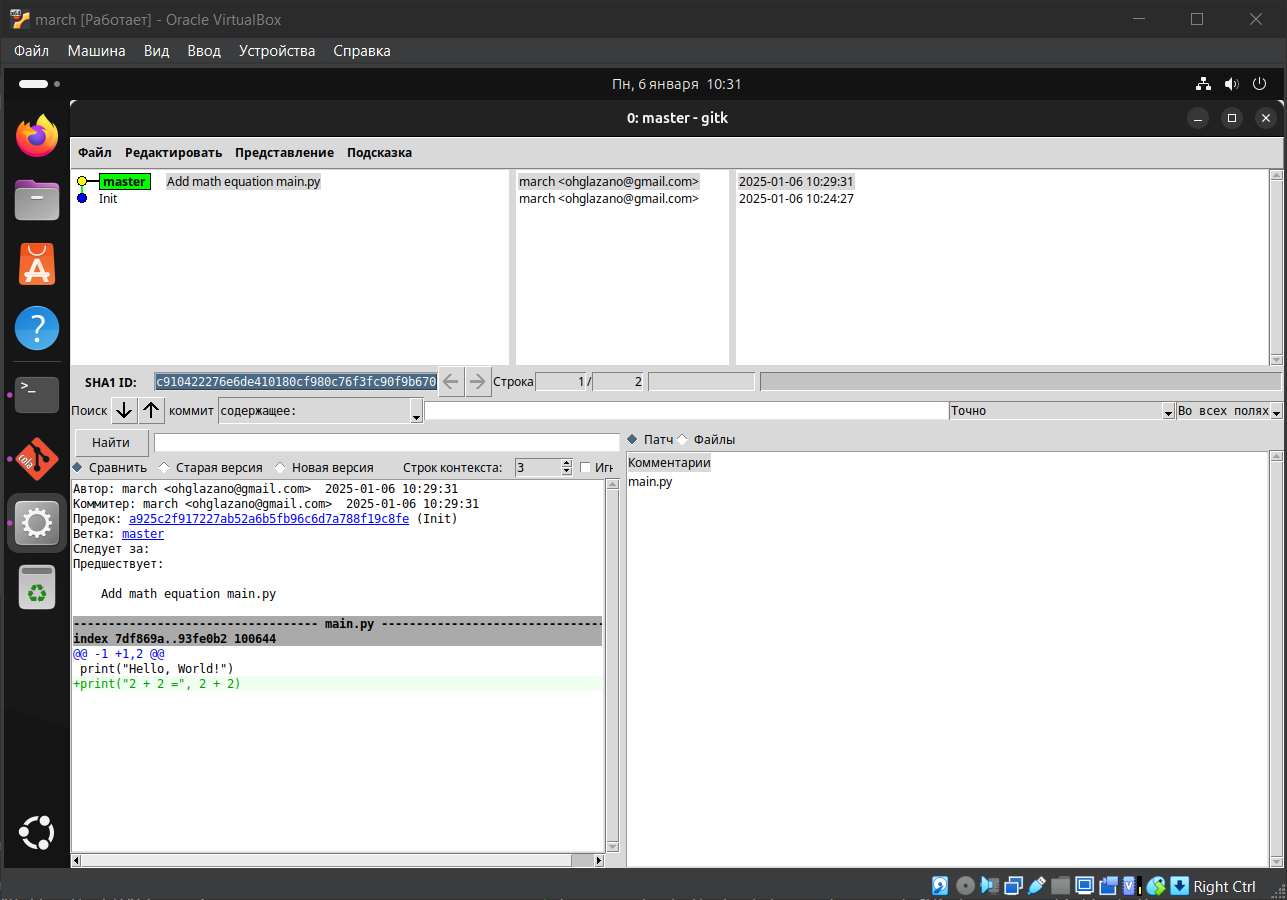 march [Работает] - Oracle VirtualBox
Файл Машина Вид Ввод Устройства Справка
Пн, 6 января 10:31
0: master - gitk
Файл Редактировать Представление Подсказка
master Add math equation main.py march <ohglazano@gmail.com> 2025-01-06 10:29:31
Init march <ohglazano@gmail.com> 2025-01-06 10:24:27
SHA1 ID: c910422276e6de410180cf980c76f3fc90f9b670 Строка 1 / 2
Поиск коммит содержащее: Точно Во всех полях
Найти
Патч Файлы
Сравнить Старая версия Новая версия Строк контекста: 3 Игн
Комментарии
main.py
Автор: march <ohglazano@gmail.com> 2025-01-06 10:29:31
Коммитер: march <ohglazano@gmail.com> 2025-01-06 10:29:31
Предок: a925c2f917227ab52a6b5fb96c6d7a788f19c8fe (Init)
Ветка: master
Следует за:
Предшествует:
Add math equation main.py
----------------------------------- main.py --------------------------------
index 7df869a..93fe0b2 100644
@@ -1 +1,2 @@
print("Hello, World!")
+print("2 + 2 =", 2 + 2)
Right Ctrl